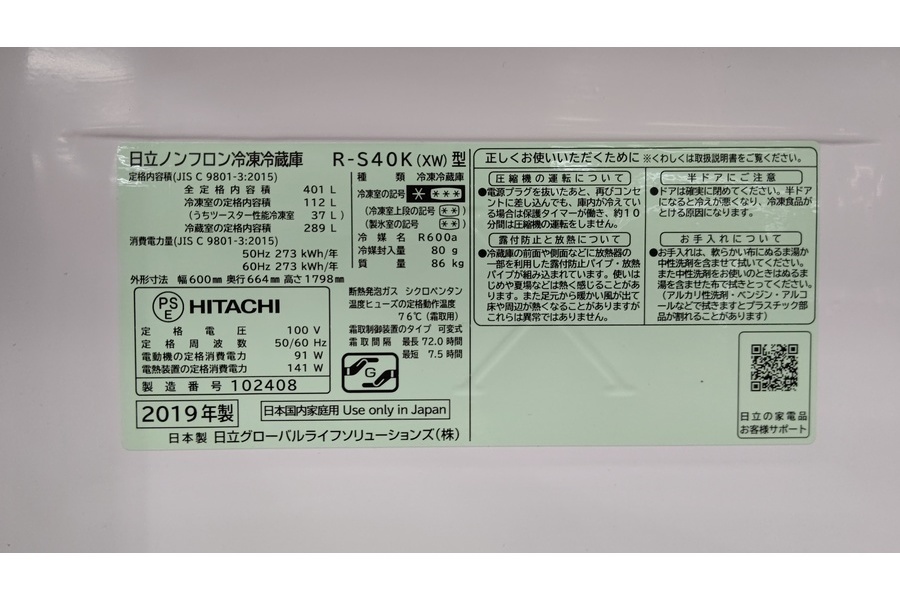 日立ノンフロン冷凍冷蔵庫 R-S40K(XW)型
定格内容積(JIS C 9801-3:2015)
全定格内容積 401 L
冷凍室の定格内容積 112 L
(うちツースター性能冷凍室 37 L)
冷蔵室の定格内容積 289 L
消費電力量(JIS C 9801-3:2015)
50Hz 273 kWh/年
60Hz 273 kWh/年
外形寸法 幅600mm 奥行664mm 高さ1798mm
種類 冷凍冷蔵庫
冷凍室の記号 * ***
(冷凍室上段の記号 **)
(製氷室の記号 **)
冷媒名 R600a
冷媒封入量 80 g
質量 86 kg
PS
E
HITACHI
定格電圧 100 V
定格周波数 50/60 Hz
電動機の定格消費電力 91 W
電熱装置の定格消費電力 141 W
製造番号 102408
断熱発泡ガス シクロペンタン
温度ヒューズの定格動作温度
76℃(霜取用)
霜取制御装置のタイプ 可変式
霜取間隔 最長 72.0 時間
最短 7.5 時間
G
2019年製
日本国内家庭用 Use only in Japan
日本製 日立グローバルライフソリューションズ(株)
正しくお使いいただくために ※くわしくは取扱説明書をご覧ください。
圧縮機の運転について
●電源プラグを抜いたあと、再びコンセ
ントに差し込んでも、庫内が冷えてい
る場合は保護タイマーが働き、約10
分間は圧縮機の運転をしません。
露付防止と放熱について
●冷蔵庫の前面や側面などに放熱器の
一部を利用した露付防止パイプ・放熱
パイプが組み込まれています。使いは
じめや夏場などは熱く感じることがあ
ります。また足元から暖かい風が出て
床や周辺が熱くなることがありますが
これらは異常ではありません。
半ドアにご注意
●ドアは確実に閉めてください。半ドア
になると冷えが悪くなり、冷凍食品が
とける原因になります。
お手入れについて
●お手入れは、軟らかい布にぬるま湯か
中性洗剤を含ませて拭いてください。
また中性洗剤をお使いのときはぬるま
湯を含ませた布で拭きとってください。
(アルカリ性洗剤・ベンジン・アルコ
ールなどで拭きますとプラスチック部
品が割れることがあります)
日立の家電品
お客様サポート